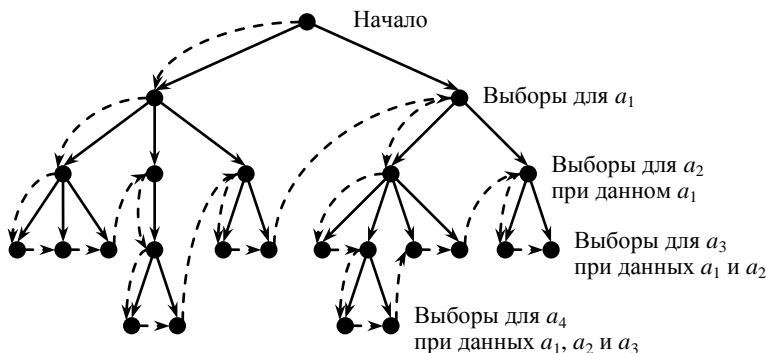 Начало
Выборы для a₁
Выборы для a₂
при данном a₁
Выборы для a₃
при данных a₁ и a₂
Выборы для a₄
при данных a₁, a₂ и a₃